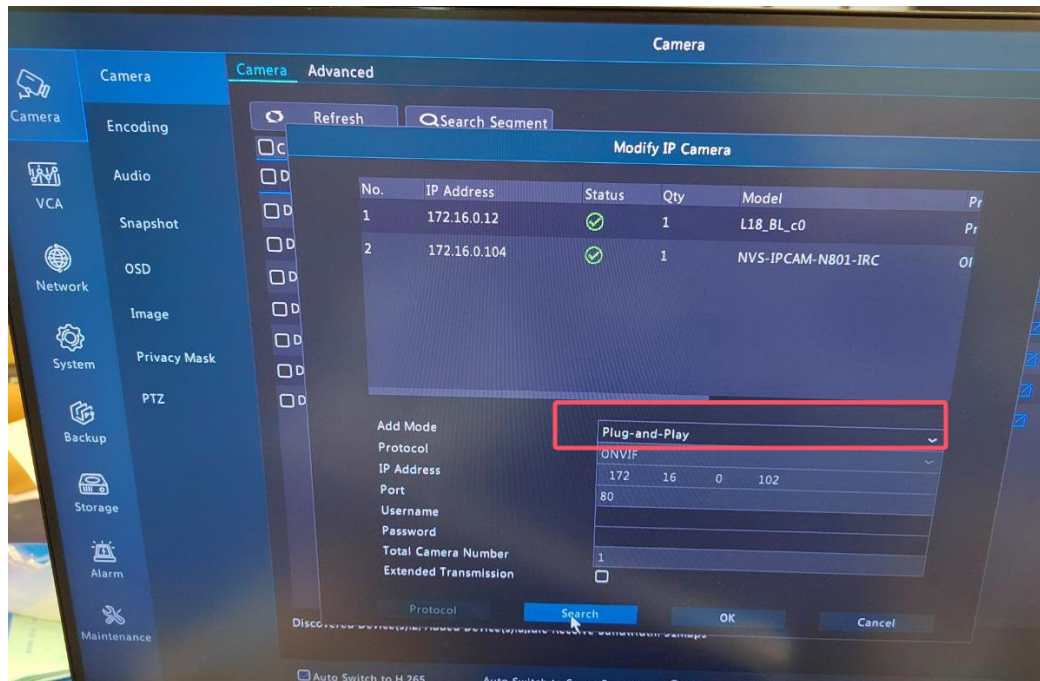 Camera
Camera
Camera
Advanced
Camera
Encoding
Audio
Snapshot
OSD
Image
Privacy Mask
PTZ
VCA
Network
System
Backup
Storage
Alarm
Maintenance
Refresh
Search Segment
Modify IP Camera
No. IP Address Status Qty Model Pr
1 172.16.0.12 1 L18_BL_c0 Pr
2 172.16.0.104 1 NVS-IPCAM-N801-IRC
Add Mode Plug-and-Play
Protocol ONVIF
IP Address 172 16 0 102
Port 80
Username
Password
Total Camera Number 1
Extended Transmission
Protocol Search OK Cancel
Auto Switch to H.265